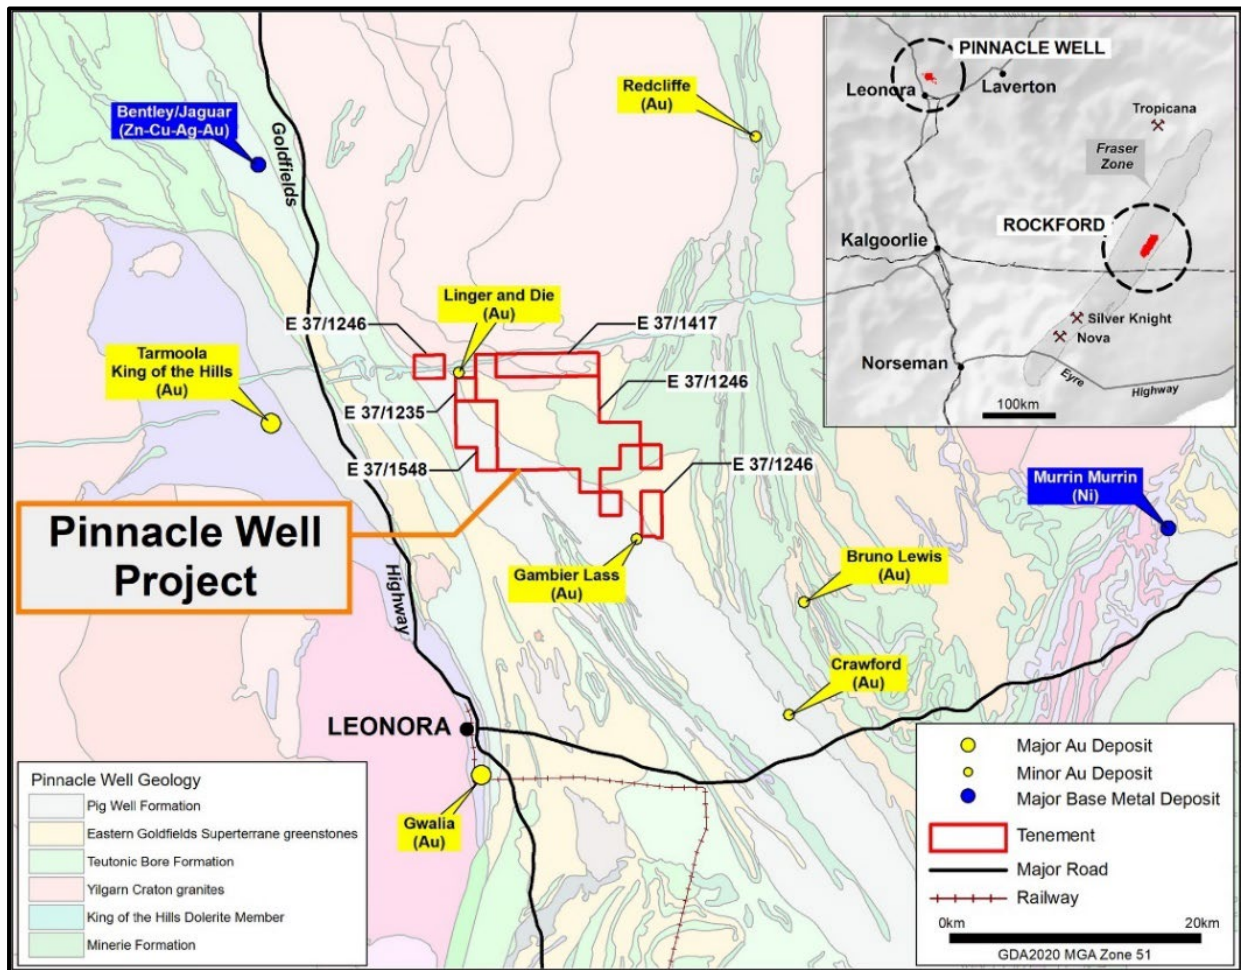 Bentley/Jaguar
(Zn-Cu-Ag-Au)
Goldfields
Highway
Redcliffe
(Au)
Linger and Die
(Au)
E 37/1246
E 37/1417
Tarmoola
King of the Hills
(Au)
E 37/1246
E 37/1235
E 37/1548
E 37/1246
Pinnacle Well
Project
Gambier Lass
(Au)
Bruno Lewis
(Au)
Murrin Murrin
(Ni)
Crawford
(Au)
LEONORA
Gwalia
(Au)
PINNACLE WELL
Leonora
Laverton
Tropicana
Fraser
Zone
ROCKFORD
Kalgoorlie
Silver Knight
Nova
Norseman
Eyre
Highway
100km
Pinnacle Well Geology
Pig Well Formation
Eastern Goldfields Superterrane greenstones
Teutonic Bore Formation
Yilgarn Craton granites
King of the Hills Dolerite Member
Minerie Formation
Major Au Deposit
Minor Au Deposit
Major Base Metal Deposit
Tenement
Major Road
Railway
0km 20km
GDA2020 MGA Zone 51